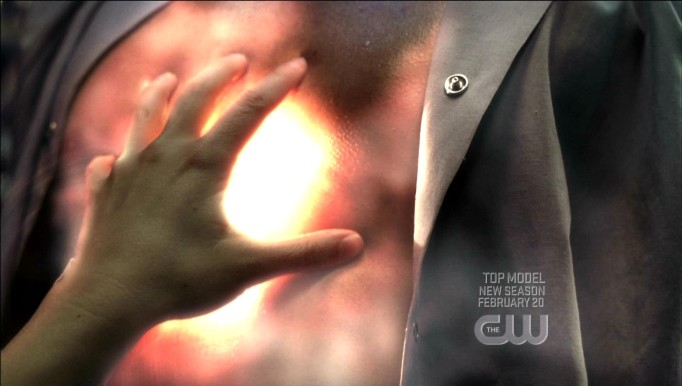 TOP MODEL
NEW SEASON
FEBRUARY 20
THE CW